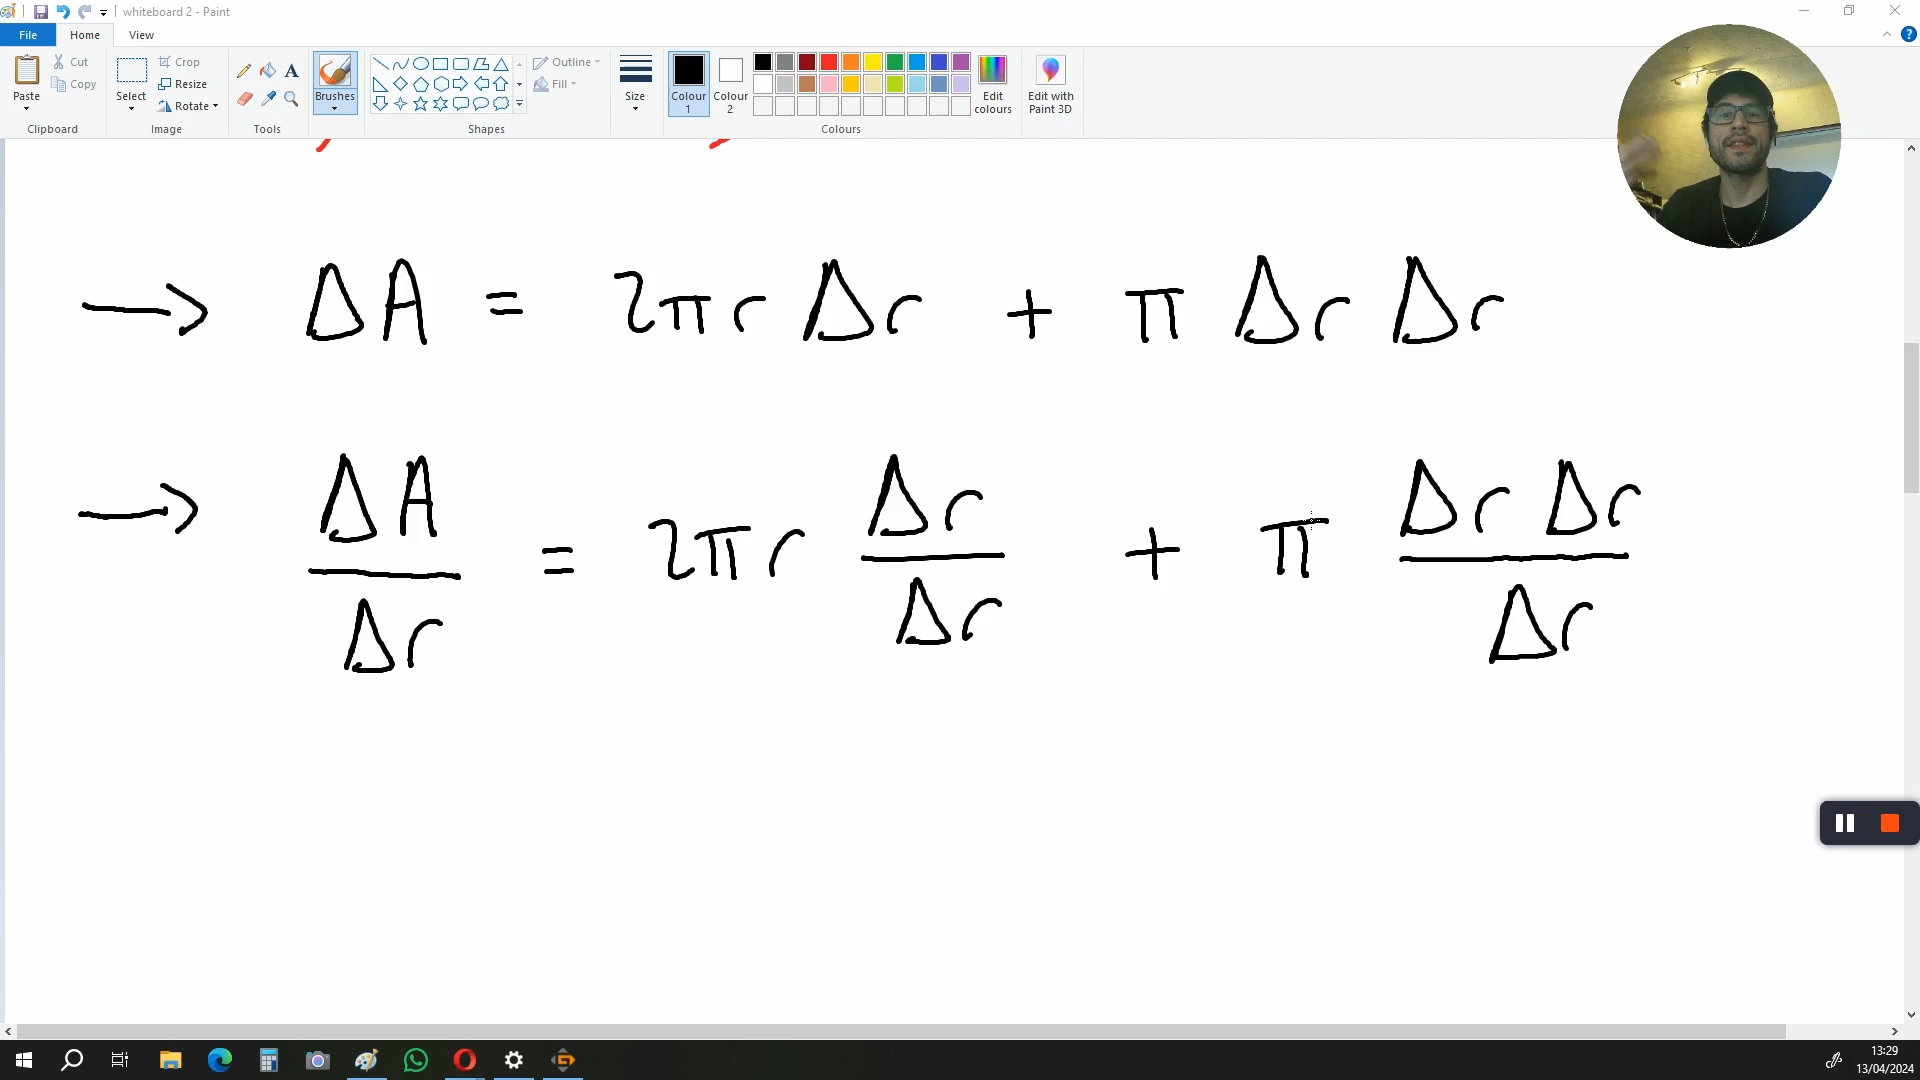 whiteboard 2 - Paint
File Home View
Paste Cut Copy Clipboard
Select Crop Resize Rotate Image
Tools
Brushes
Shapes
Outline Fill
Size
Colour 1 Colour 2
Colours
Edit colours
Edit with Paint 3D
→ ΔA = 2πr Δr + π Δr Δr
→ ΔA/Δr = 2πr Δr/Δr + π Δr Δr/Δr
13:29
13/04/2024